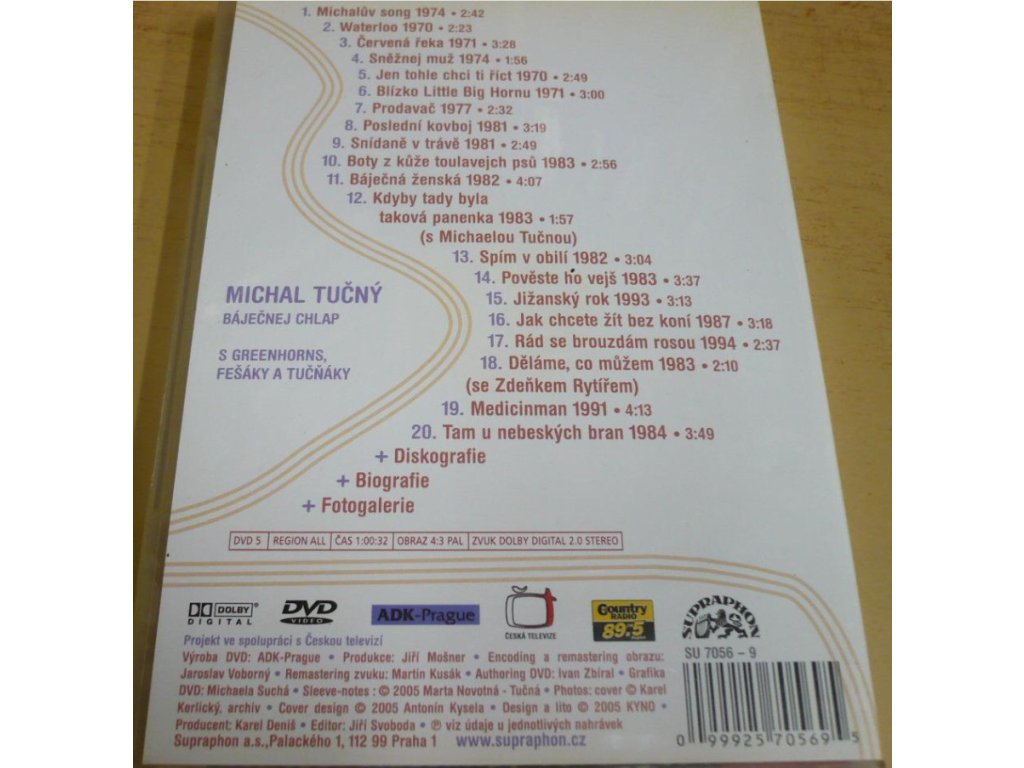 1. Michalův song 1974 • 2:42
2. Waterloo 1970 • 2:23
3. Červená řeka 1971 • 3:28
4. Sněžnej muž 1974 • 1:56
5. Jen tohle chci ti říct 1970 • 2:49
6. Blízko Little Big Hornu 1971 • 3:00
7. Prodavač 1977 • 2:32
8. Poslední kovboj 1981 • 3:19
9. Snídaně v trávě 1981 • 2:49
10. Boty z kůže toulavejch psů 1983 • 2:56
11. Báječná ženská 1982 • 4:07
12. Kdyby tady byla
taková panenka 1983 • 1:57
(s Michaelou Tučnou)
13. Spím v obilí 1982 • 3:04
14. Pověste ho vejš 1983 • 3:37
15. Jižanský rok 1993 • 3:13
16. Jak chcete žít bez koní 1987 • 3:18
17. Rád se brouzdám rosou 1994 • 2:37
18. Děláme, co můžem 1983 • 2:10
(se Zdeňkem Rytířem)
19. Medicinman 1991 • 4:13
20. Tam u nebeských bran 1984 • 3:49
+ Diskografie
+ Biografie
+ Fotogalerie
MICHAL TUČNÝ
BÁJEČNEJ CHLAP
S GREENHORNS,
FEŠÁKY A TUČŇÁKY
DVD 5 | REGION ALL | ČAS 1:00:32 | OBRAZ 4:3 PAL | ZVUK DOLBY DIGITAL 2.0 STEREO
DOLBY DIGITAL
DVD VIDEO
ADK-Prague
ČESKÁ TELEVIZE
Country RADIO 89.5
SUPRAPHON
Projekt ve spolupráci s Českou televizí
Výroba DVD: ADK-Prague • Produkce: Jiří Mošner • Encoding a remastering obrazu:
Jaroslav Voborný • Remastering zvuku: Martin Kusák • Authoring DVD: Ivan Zbíral • Grafika
DVD: Michaela Suchá • Sleeve-notes : © 2005 Marta Novotná - Tučná • Photos: cover © Karel
Kerlický, archiv • Cover design © 2005 Antonín Kysela • Design a lito © 2005 KYNO •
Producent: Karel Deniš • Editor: Jiří Svoboda • ℗ viz údaje u jednotlivých nahrávek
Supraphon a.s.,Palackého 1, 112 99 Praha 1 www.supraphon.cz
SU 7056 - 9
0 99925 70569 5